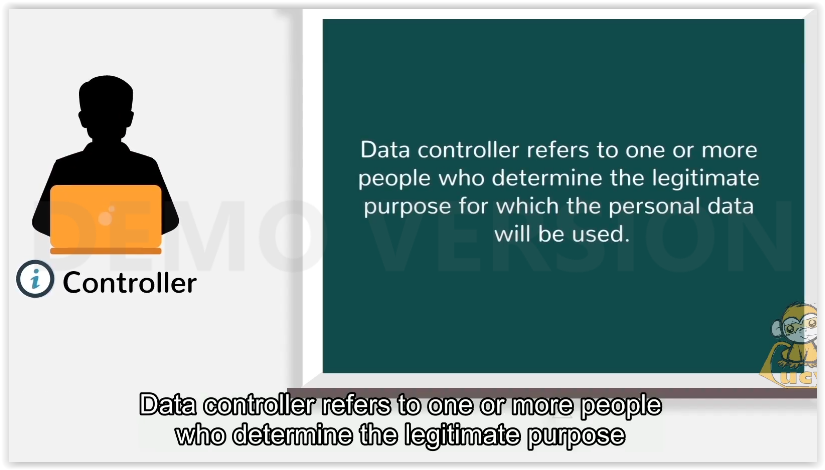 Data controller refers to one or more
people who determine the legitimate
purpose for which the personal data
will be used.
DEMO VERSION
i Controller
Data controller refers to one or more people
who determine the legitimate purpose